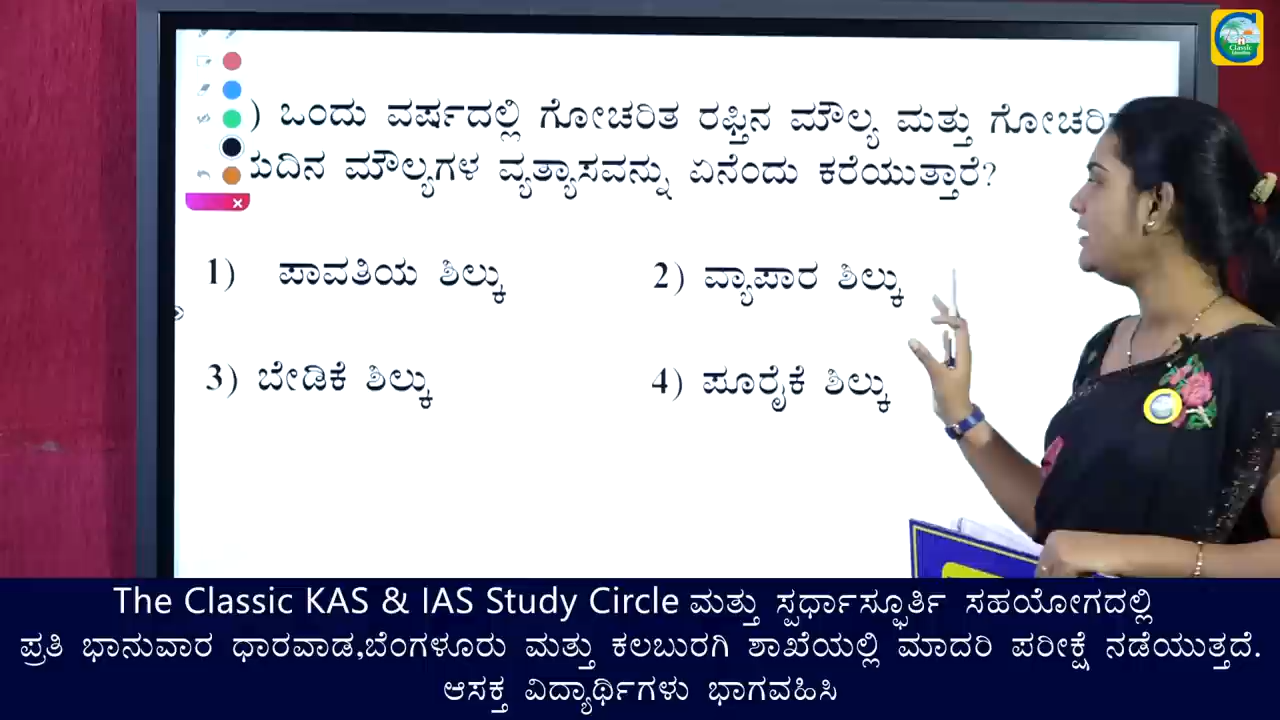 ) ಒಂದು ವರ್ಷದಲ್ಲಿ ಗೋಚರಿತ ರಫ್ತಿನ ಮೌಲ್ಯ ಮತ್ತು
ಮೌಲ್ಯಗಳ ವ್ಯತ್ಯಾಸವನ್ನು ಏನೆಂದು ಕರೆಯುತ್ತಾರೆ?
1) ಪಾವತಿಯ ಶಿಲ್ಕು 2) ವ್ಯಾಪಾರ ಶಿಲ್ಕು
3) ಬೇಡಿಕೆ ಶಿಲ್ಕು 4) ಪೂರೈಕೆ ಶಿಲ್ಕು
The Classic KAS & IAS Study Circle ಮತ್ತು ಸ್ಪರ್ಧಾಸ್ಫೂರ್ತಿ ಸಹಯೋಗದಲ್ಲಿ
ಪ್ರತಿ ಭಾನುವಾರ ಧಾರವಾಡ,ಬೆಂಗಳೂರು ಮತ್ತು ಕಲಬುರಗಿ ಶಾಖೆಯಲ್ಲಿ ಮಾದರಿ ಪರೀಕ್ಷೆ ನಡೆಯುತ್ತದೆ.
ಆಸಕ್ತ ವಿದ್ಯಾರ್ಥಿಗಳು ಭಾಗವಹಿಸಿ
Classic
Education